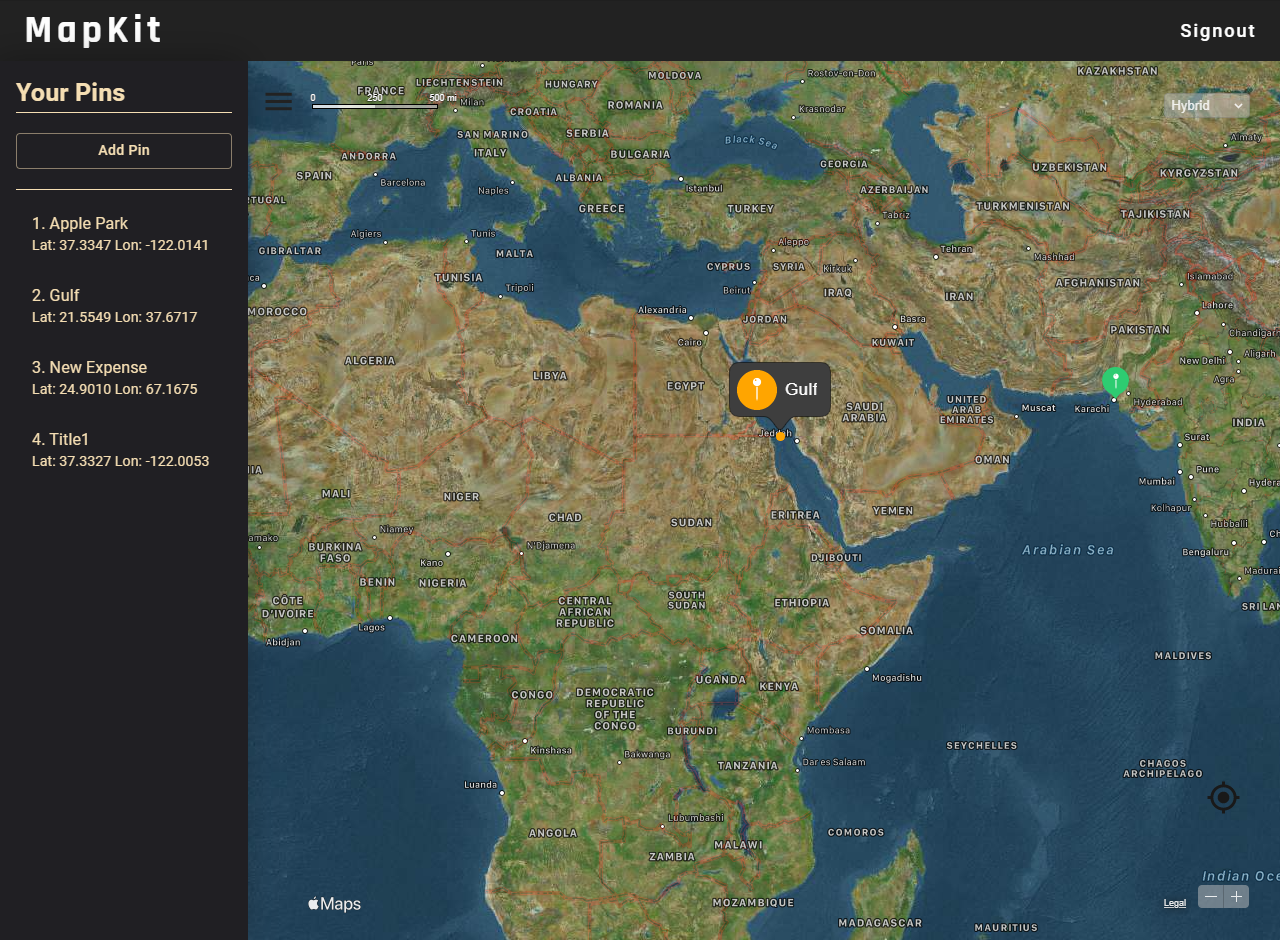 MapKit
Signout
Your Pins
Add Pin
1. Apple Park
Lat: 37.3347 Lon: -122.0141
2. Gulf
Lat: 21.5549 Lon: 37.6717
3. New Expense
Lat: 24.9010 Lon: 67.1675
4. Title1
Lat: 37.3327 Lon: -122.0053
0 250 500 mi
Hybrid
Paris
LIECHTENSTEIN
HUNGARY
MOLDOVA
Rostov-on-Don
KAZAKHSTAN
FRANCE
Milan
CROATIA
ROMANIA
Krasnodar
SAN MARINO
SERBIA
Black Sea
Almaty
ANDORRA
ITALY
BULGARIA
GEORGIA
UZBEKISTAN
KYRGYZSTAN
SPAIN
Barcelona
Naples
ALBANIA
Istanbul
AZERBAIJAN
TUGAL
GREECE
TURKEY
TURKMENISTAN
TAJIKISTAN
Tabriz
Algiers
Tunis
Aleppo
Tehran
Mashhad
GIBRALTAR
MALTA
CYPRUS
SYRIA
Kirkuk
Islamabad
ca
TUNISIA
Tripoli
Beirut
IRAQ
IRAN
AFGHANISTAN
MOROCCO
Alexandria
JORDAN
Basra
Lahore
Cairo
KUWAIT
PAKISTAN
Chandigarh
ALGERIA
LIBYA
EGYPT
New Delhi
Aligarh
Agra
Gulf
SAUDI
ARABIA
UNITED
ARAB
EMIRATES
Muscat
Karachi
Hyderabad
INDIA
Jeddah
Surat
IA
OMAN
Pune
Mumbai
Hydera
MALI
NIGER
CHAD
SUDAN
ERITREA
YEMEN
Kolhapur
Niamey
Hubballi
amako
BURKINA
FASO
N'Djamena
Kano
DJIBOUTI
Arabian Sea
Bengaluru
Ch
Madurai
BENIN
NIGERIA
CÔTE
D'IVOIRE
CENTRAL
AFRICAN
REPUBLIC
SOUTH
SUDAN
ETHIOPIA
SRI LAN
Abidjan
Lagos
CAMEROON
SOMALIA
MALDIVES
Mogadishu
CONGO
DEMOCRATIC
REPUBLIC
OF THE
CONGO
UGANDA
KENYA
BURUNDI
Mombasa
Kinshasa
Bakwanga
SEYCHELLES
TANZANIA
Dar es Salaam
CHAGOS
ARCHIPELAGO
Luanda
Lubumbashi
ANGOLA
MALAWI
COMOROS
ZAMBIA
Indian Oce
Maps
MOZAMBIQUE
Legal
MADAGASCAR
MAURITIUS